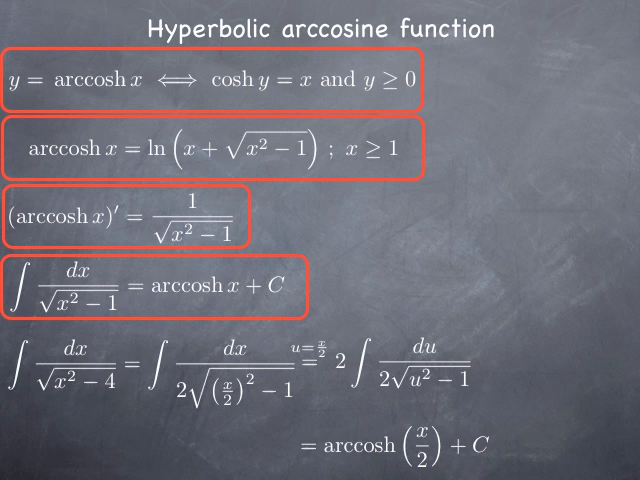 Hyperbolic arccosine function
y = arccosh x ⟺ cosh y = x and y ≥ 0
arccosh x = ln (x + √(x² − 1)) ; x ≥ 1
(arccosh x)′ = 1/√(x² − 1)
∫ dx/√(x² − 1) = arccosh x + C
∫ dx/√(x² − 4) = ∫ dx/(2√((x/2)² − 1)) =^{u=x/2} 2 ∫ du/(2√(u² − 1))
= arccosh (x/2) + C